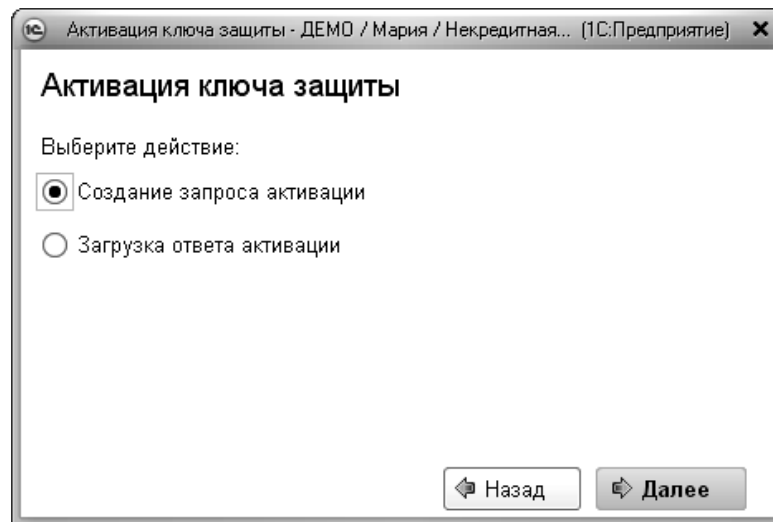 1С Активация ключа защиты - ДЕМО / Мария / Некредитная... (1С:Предприятие)
Активация ключа защиты
Выберите действие:
Создание запроса активации
Загрузка ответа активации
Назад Далее